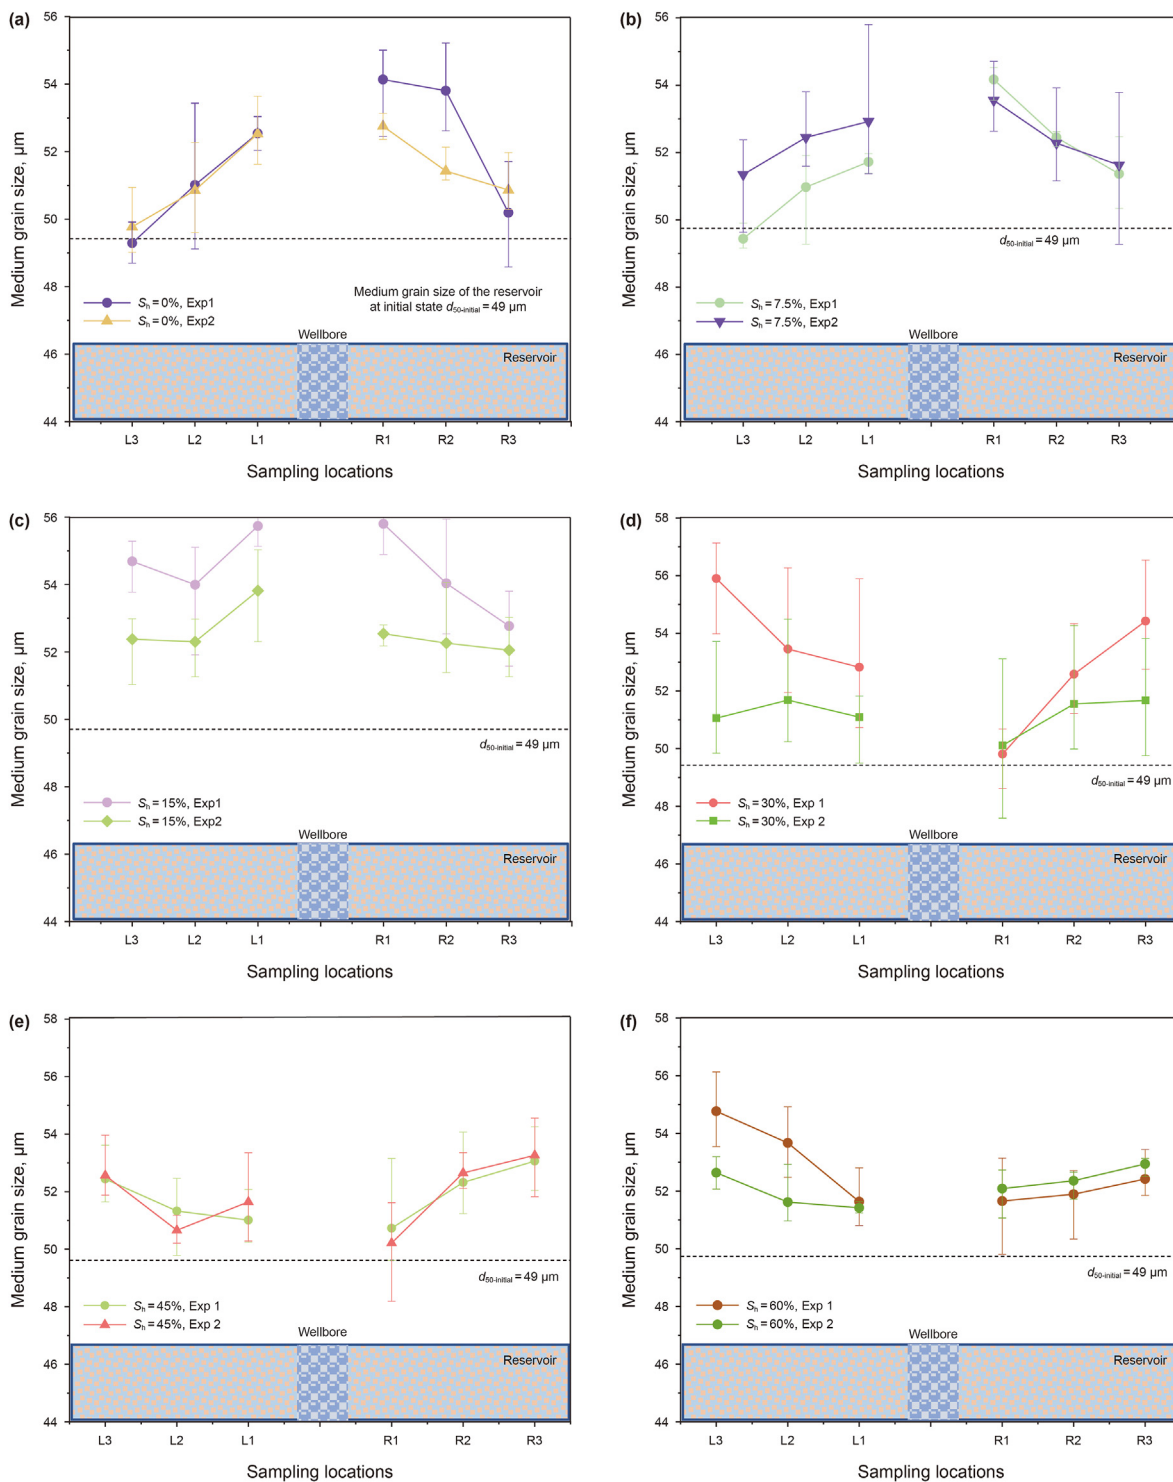 (a)
56
54
52
50
48
46
44
Medium grain size, μm
Sh = 0%, Exp1
Sh = 0%, Exp2
Medium grain size of the reservoir
at initial state d50-initial = 49 μm
Wellbore
Reservoir
L3 L2 L1 R1 R2 R3
Sampling locations
(b)
56
54
52
50
48
46
44
Medium grain size, μm
d50-initial = 49 μm
Sh = 7.5%, Exp1
Sh = 7.5%, Exp2
Wellbore
Reservoir
L3 L2 L1 R1 R2 R3
Sampling locations
(c)
56
54
52
50
48
46
44
Medium grain size, μm
d50-initial = 49 μm
Sh = 15%, Exp1
Sh = 15%, Exp2
Wellbore
Reservoir
L3 L2 L1 R1 R2 R3
Sampling locations
(d)
58
56
54
52
50
48
46
44
Medium grain size, μm
d50-initial = 49 μm
Sh = 30%, Exp 1
Sh = 30%, Exp 2
Wellbore
Reservoir
L3 L2 L1 R1 R2 R3
Sampling locations
(e)
58
56
54
52
50
48
46
44
Medium grain size, μm
d50-initial = 49 μm
Sh = 45%, Exp 1
Sh = 45%, Exp 2
Wellbore
Reservoir
L3 L2 L1 R1 R2 R3
Sampling locations
(f)
58
56
54
52
50
48
46
44
Medium grain size, μm
d50-initial = 49 μm
Sh = 60%, Exp 1
Sh = 60%, Exp 2
Wellbore
Reservoir
L3 L2 L1 R1 R2 R3
Sampling locations